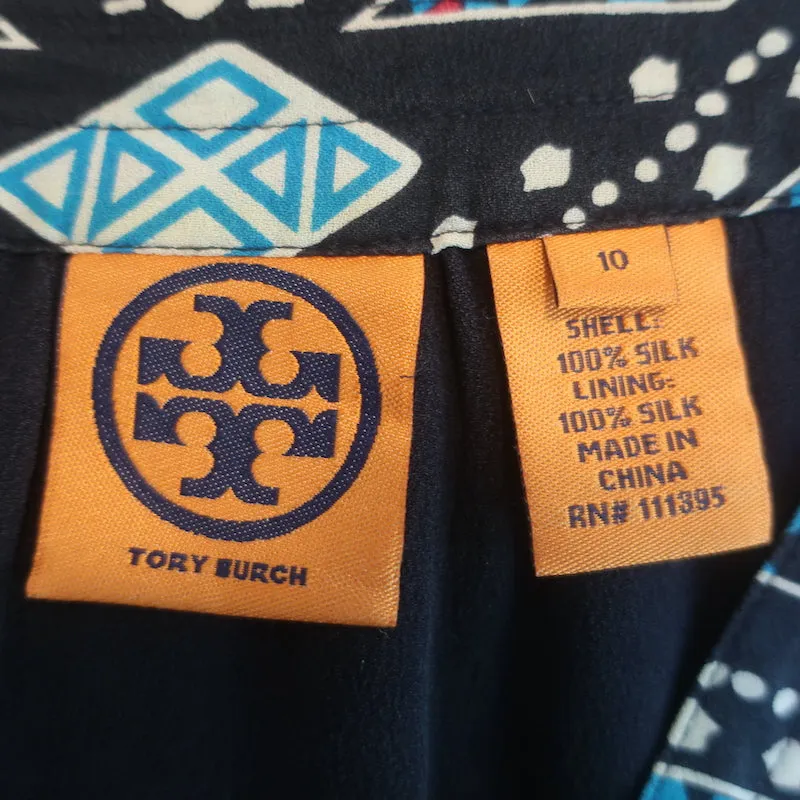 TORY BURCH
10
SHELL:
100% SILK
LINING:
100% SILK
MADE IN
CHINA
RN# 111395